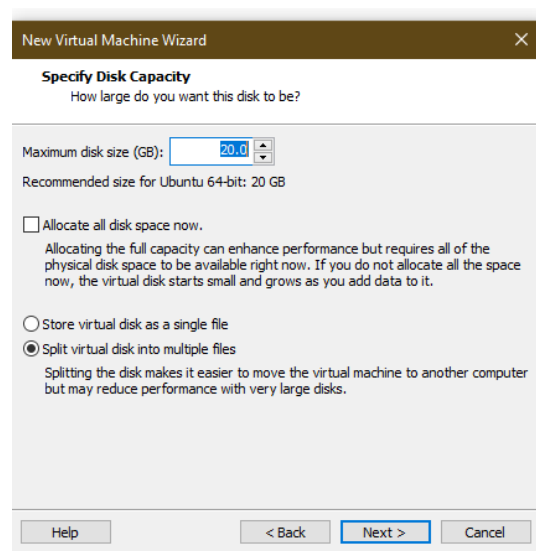 New Virtual Machine Wizard
Specify Disk Capacity
How large do you want this disk to be?
Maximum disk size (GB): 20.0
Recommended size for Ubuntu 64-bit: 20 GB
Allocate all disk space now.
Allocating the full capacity can enhance performance but requires all of the
physical disk space to be available right now. If you do not allocate all the space
now, the virtual disk starts small and grows as you add data to it.
Store virtual disk as a single file
Split virtual disk into multiple files
Splitting the disk makes it easier to move the virtual machine to another computer
but may reduce performance with very large disks.
Help < Back Next > Cancel